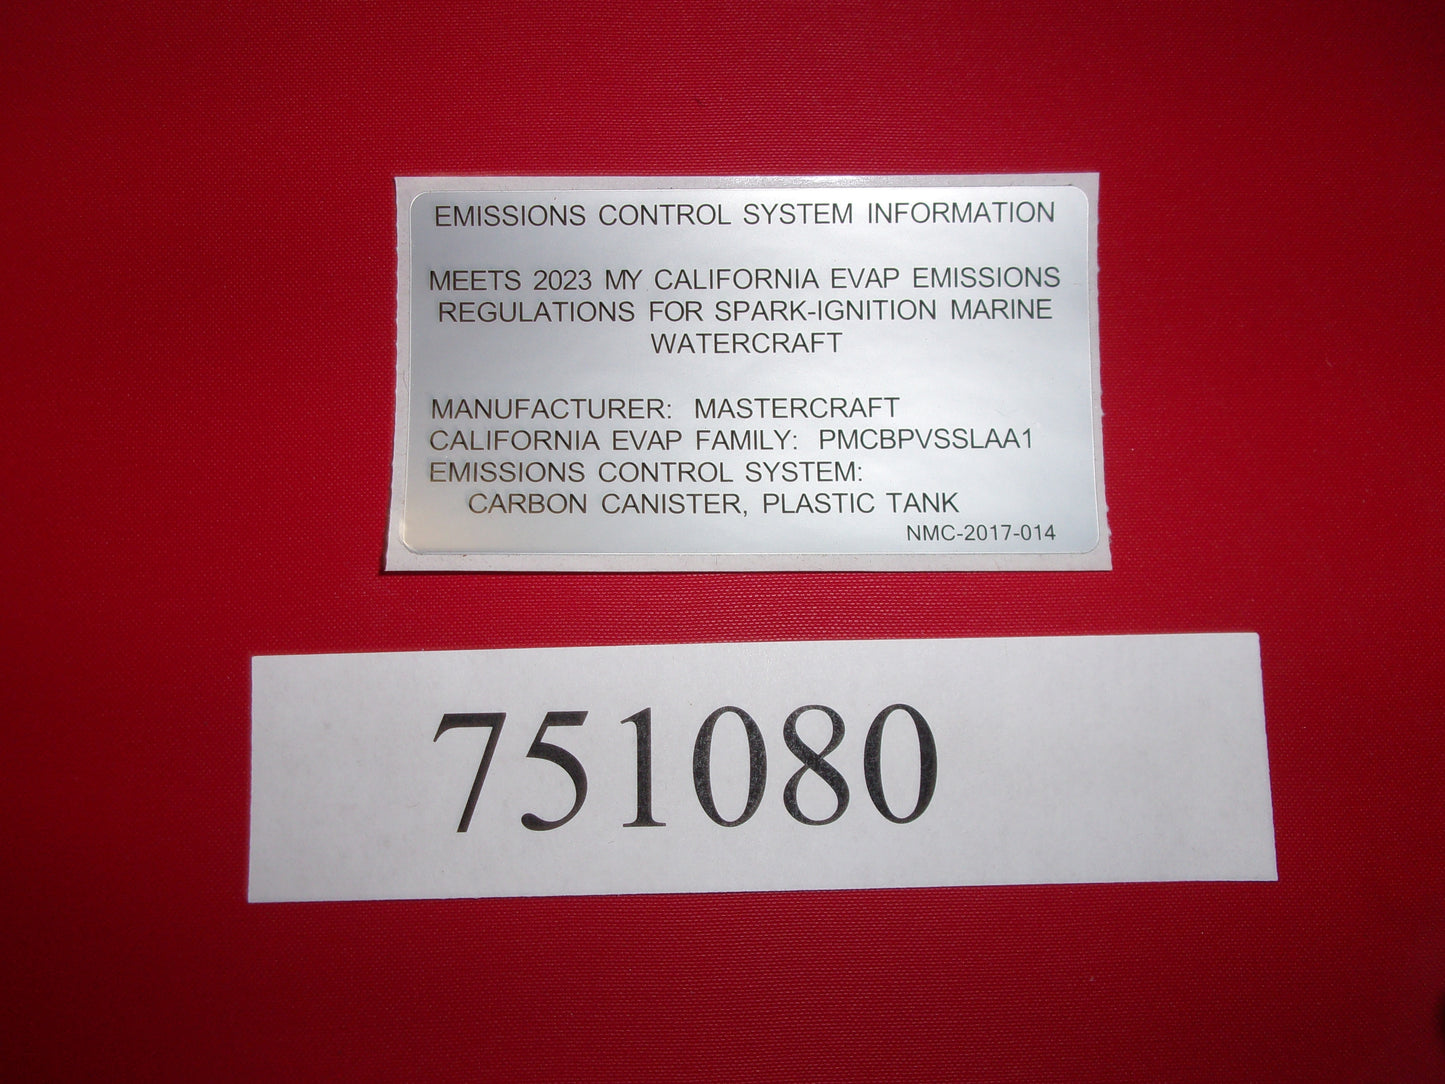 EMISSIONS CONTROL SYSTEM INFORMATION
MEETS 2023 MY CALIFORNIA EVAP EMISSIONS
REGULATIONS FOR SPARK-IGNITION MARINE
WATERCRAFT
MANUFACTURER: MASTERCRAFT
CALIFORNIA EVAP FAMILY: PMCBPVSSLAA1
EMISSIONS CONTROL SYSTEM:
CARBON CANISTER, PLASTIC TANK
NMC-2017-014
751080